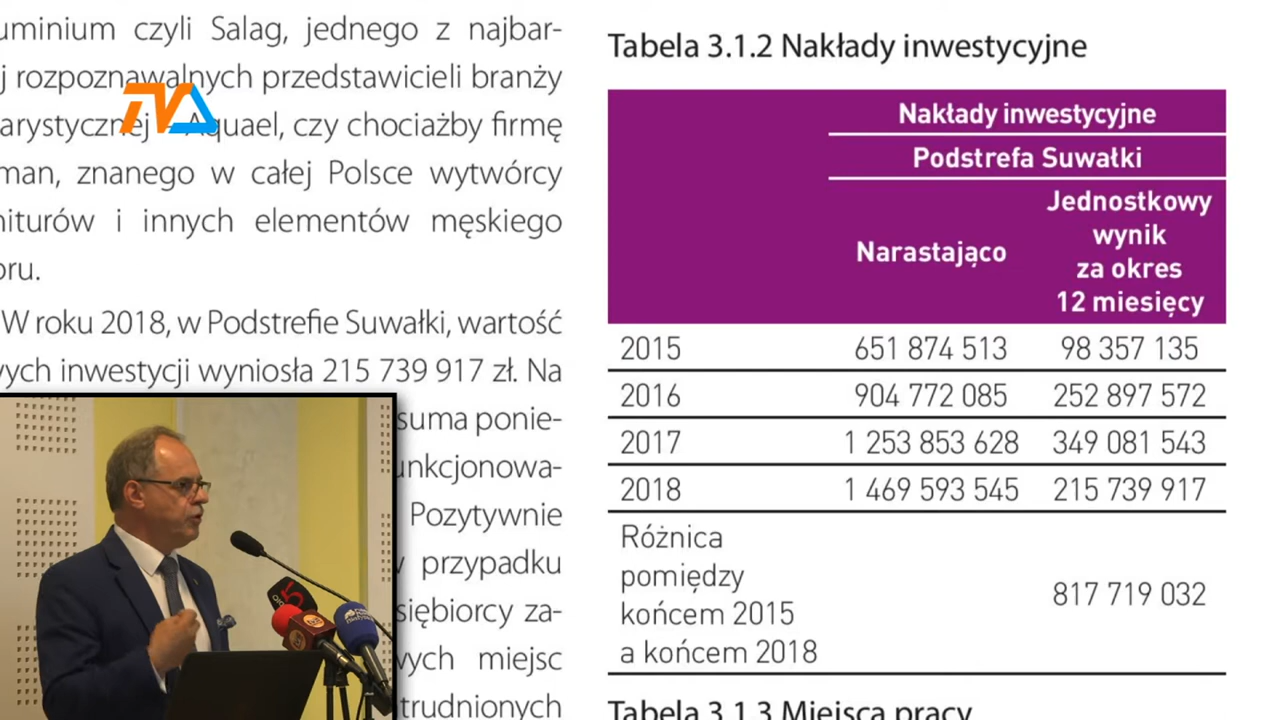 uminium czyli Salag, jednego z najbar-
j rozpoznawalnych przedstawicieli branży
arystycznej – Aquael, czy chociażby firmę
man, znanego w całej Polsce wytwórcy
niturów i innych elementów męskiego
oru.
W roku 2018, w Podstrefie Suwałki, wartość
wych inwestycji wyniosła 215 739 917 zł. Na
suma ponie-
unkcjonowa-
Pozytywnie
w przypadku
siębiorcy za-
wych miejsc
trudnionych
TVA
Tabela 3.1.2 Nakłady inwestycyjne
Nakłady inwestycyjne
Podstrefa Suwałki
Narastająco
Jednostkowy
wynik
za okres
12 miesięcy
2015 651 874 513 98 357 135
2016 904 772 085 252 897 572
2017 1 253 853 628 349 081 543
2018 1 469 593 545 215 739 917
Różnica
pomiędzy
końcem 2015
a końcem 2018
817 719 032
Tabela 3.1.3 Miejsca pracy